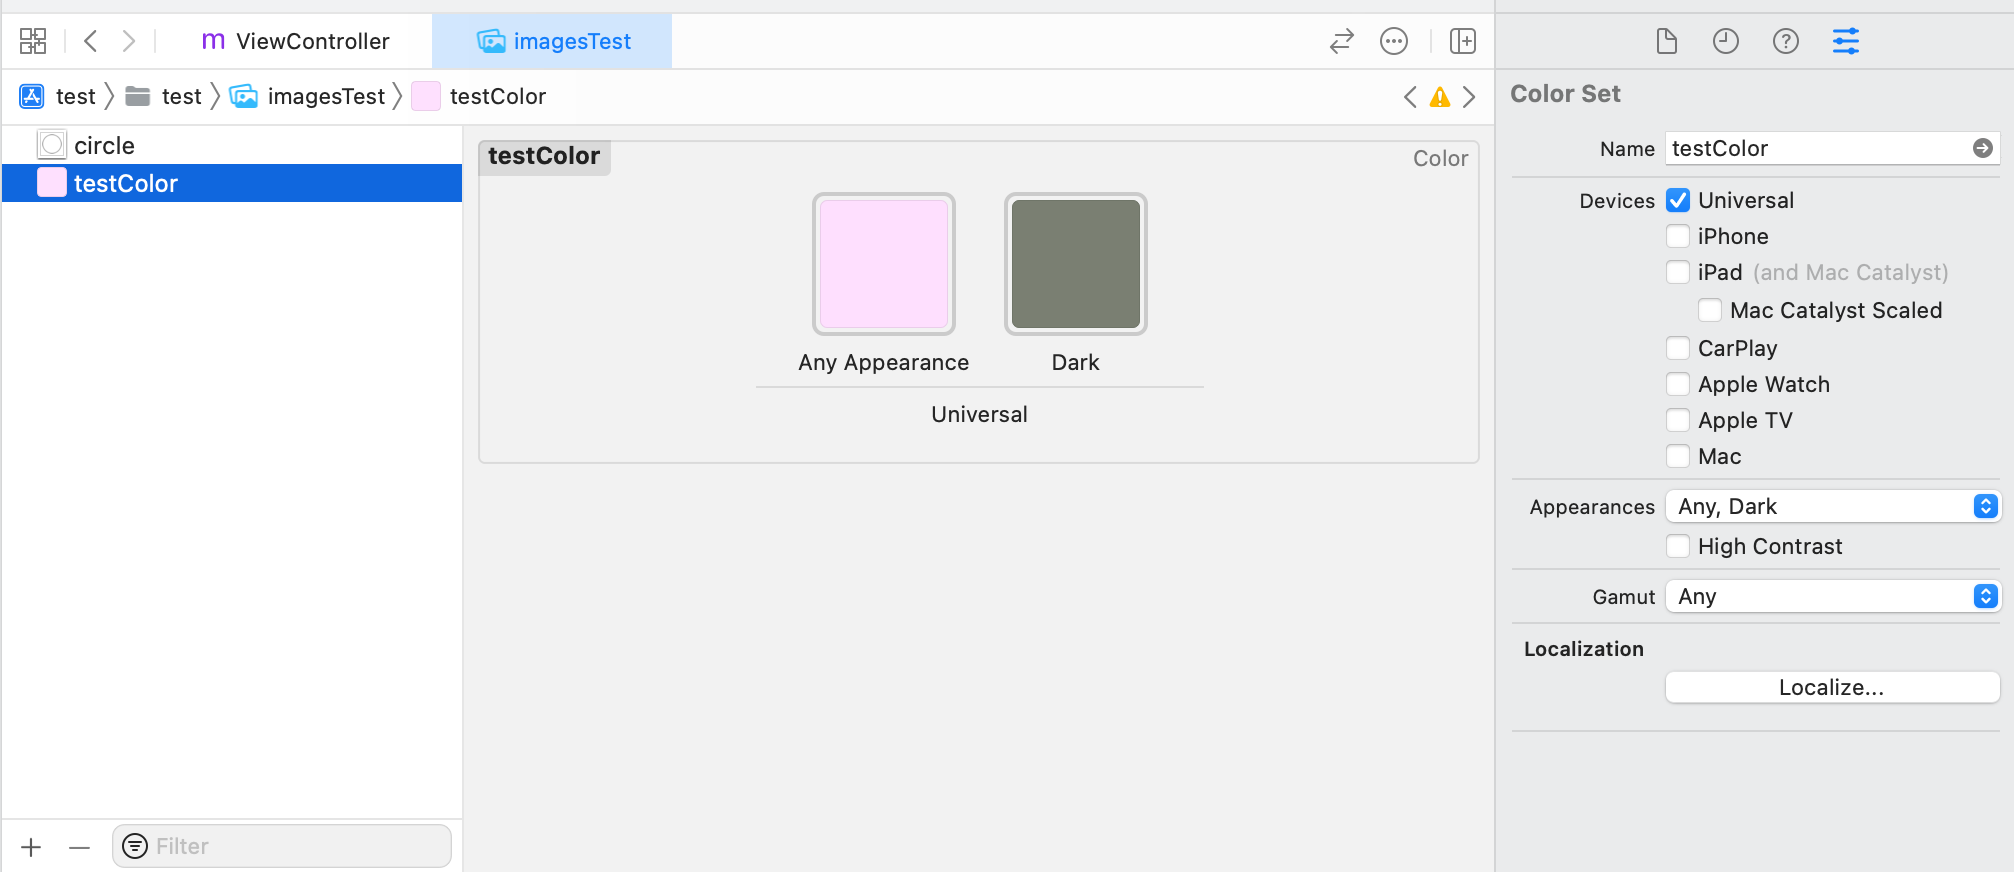 ViewController
imagesTest
test
test
imagesTest
testColor
circle
testColor
Filter
testColor
Color
Any Appearance
Dark
Universal
Color Set
Name testColor
Devices Universal
iPhone
iPad (and Mac Catalyst)
Mac Catalyst Scaled
CarPlay
Apple Watch
Apple TV
Mac
Appearances Any, Dark
High Contrast
Gamut Any
Localization
Localize...